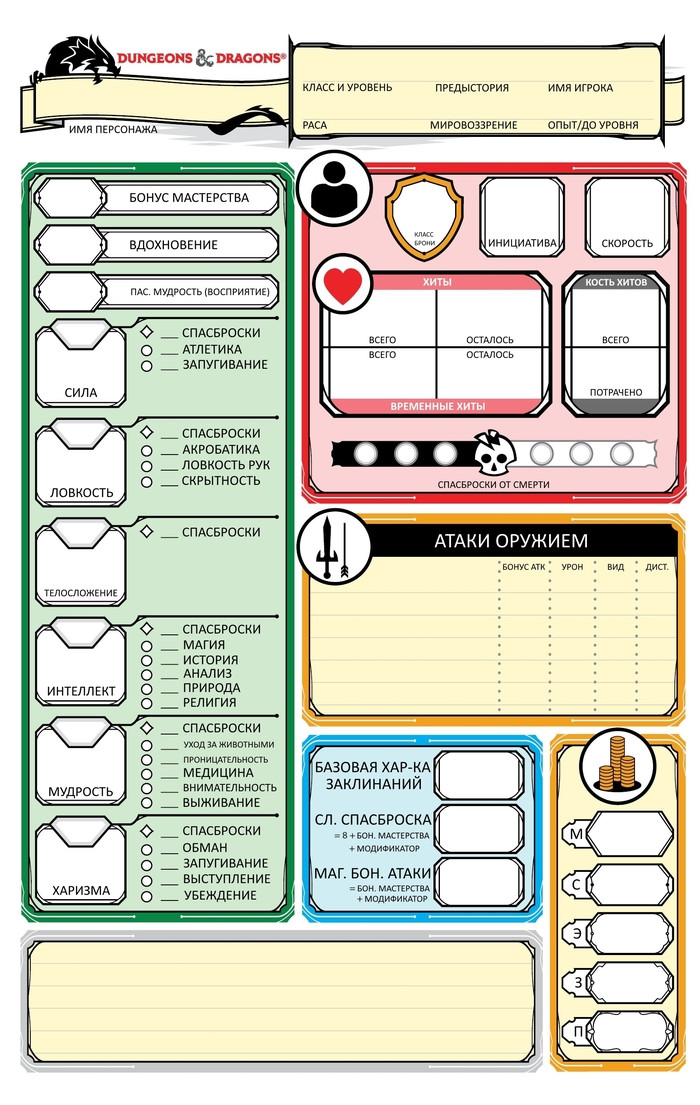 DUNGEONS & DRAGONS®
ИМЯ ПЕРСОНАЖА
КЛАСС И УРОВЕНЬ ПРЕДЫСТОРИЯ ИМЯ ИГРОКА
РАСА МИРОВОЗЗРЕНИЕ ОПЫТ/ДО УРОВНЯ
БОНУС МАСТЕРСТВА
ВДОХНОВЕНИЕ
ПАС. МУДРОСТЬ (ВОСПРИЯТИЕ)
СИЛА
___ СПАСБРОСКИ
___ АТЛЕТИКА
___ ЗАПУГИВАНИЕ
ЛОВКОСТЬ
___ СПАСБРОСКИ
___ АКРОБАТИКА
___ ЛОВКОСТЬ РУК
___ СКРЫТНОСТЬ
ТЕЛОСЛОЖЕНИЕ
___ СПАСБРОСКИ
ИНТЕЛЛЕКТ
___ СПАСБРОСКИ
___ МАГИЯ
___ ИСТОРИЯ
___ АНАЛИЗ
___ ПРИРОДА
___ РЕЛИГИЯ
МУДРОСТЬ
___ СПАСБРОСКИ
___ УХОД ЗА ЖИВОТНЫМИ
___ ПРОНИЦАТЕЛЬНОСТЬ
___ МЕДИЦИНА
___ ВНИМАТЕЛЬНОСТЬ
___ ВЫЖИВАНИЕ
ХАРИЗМА
___ СПАСБРОСКИ
___ ОБМАН
___ ЗАПУГИВАНИЕ
___ ВЫСТУПЛЕНИЕ
___ УБЕЖДЕНИЕ
КЛАСС
БРОНИ
ИНИЦИАТИВА
СКОРОСТЬ
ХИТЫ
ВСЕГО ОСТАЛОСЬ
ВСЕГО ОСТАЛОСЬ
ВРЕМЕННЫЕ ХИТЫ
КОСТЬ ХИТОВ
ВСЕГО
ПОТРАЧЕНО
СПАСБРОСКИ ОТ СМЕРТИ
АТАКИ ОРУЖИЕМ
БОНУС АТК УРОН ВИД ДИСТ.
БАЗОВАЯ ХАР-КА
ЗАКЛИНАНИЙ
СЛ. СПАСБРОСКА
= 8 + БОН. МАСТЕРСТВА
+ МОДИФИКАТОР
МАГ. БОН. АТАКИ
= БОН. МАСТЕРСТВА
+ МОДИФИКАТОР
М
С
Э
З
П